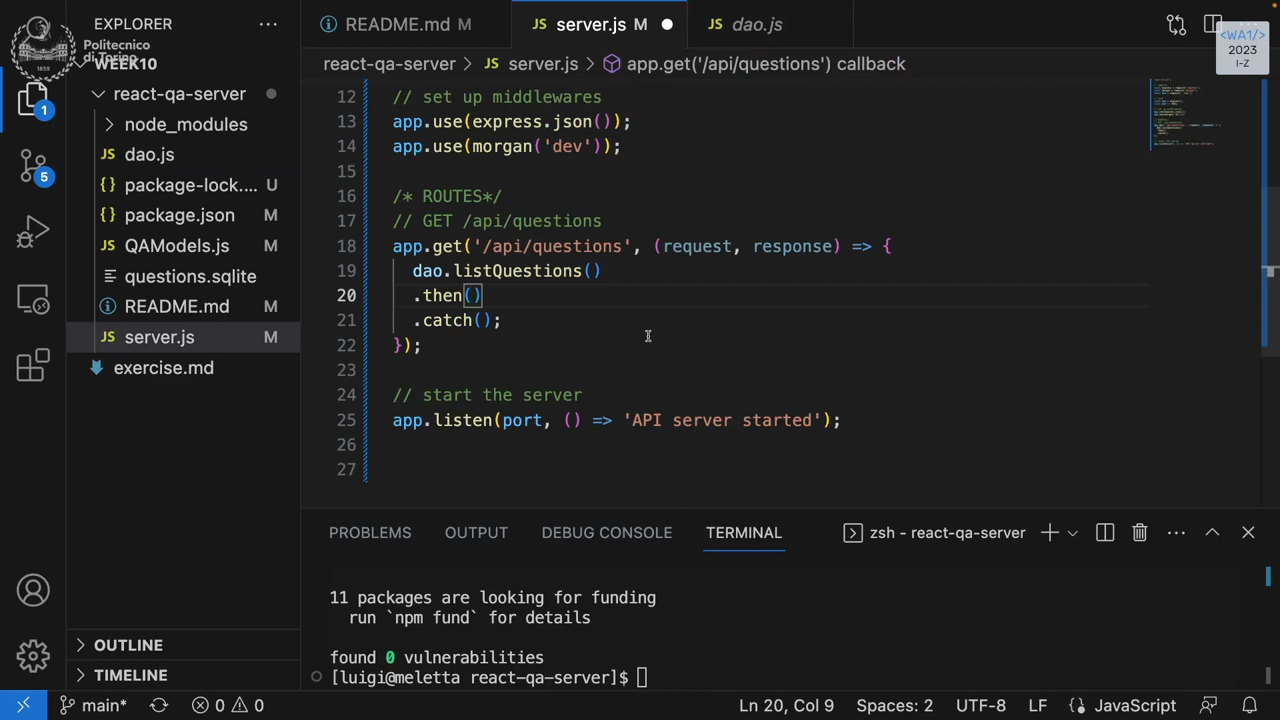 EXPLORER
README.md M
JS server.js M
JS dao.js
Politecnico
di Torino
1859
<WA1/>
2023
I-Z
WEEK10
react-qa-server > JS server.js > app.get('/api/questions') callback
react-qa-server
node_modules
JS dao.js
{} package-lock.... U
{} package.json M
JS QAModels.js M
questions.sqlite
README.md M
JS server.js M
exercise.md
1
5
OUTLINE
TIMELINE
12 // set up middlewares
13 app.use(express.json());
14 app.use(morgan('dev'));
15
16 /* ROUTES*/
17 // GET /api/questions
18 app.get('/api/questions', (request, response) => {
19 dao.listQuestions()
20 .then()
21 .catch();
22 });
23
24 // start the server
25 app.listen(port, () => 'API server started');
26
27
PROBLEMS OUTPUT DEBUG CONSOLE TERMINAL zsh - react-qa-server
11 packages are looking for funding
run `npm fund` for details
found 0 vulnerabilities
[luigi@meletta react-qa-server]$
main* 0 0 Ln 20, Col 9 Spaces: 2 UTF-8 LF {} JavaScript